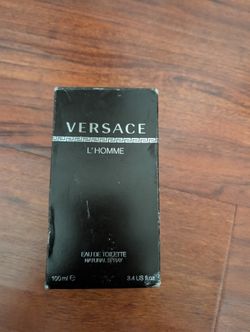 VERSACE
L'HOMME
EAU DE TOILETTE
NATURAL SPRAY
100 ml ℮ 3.4 US fl.oz.